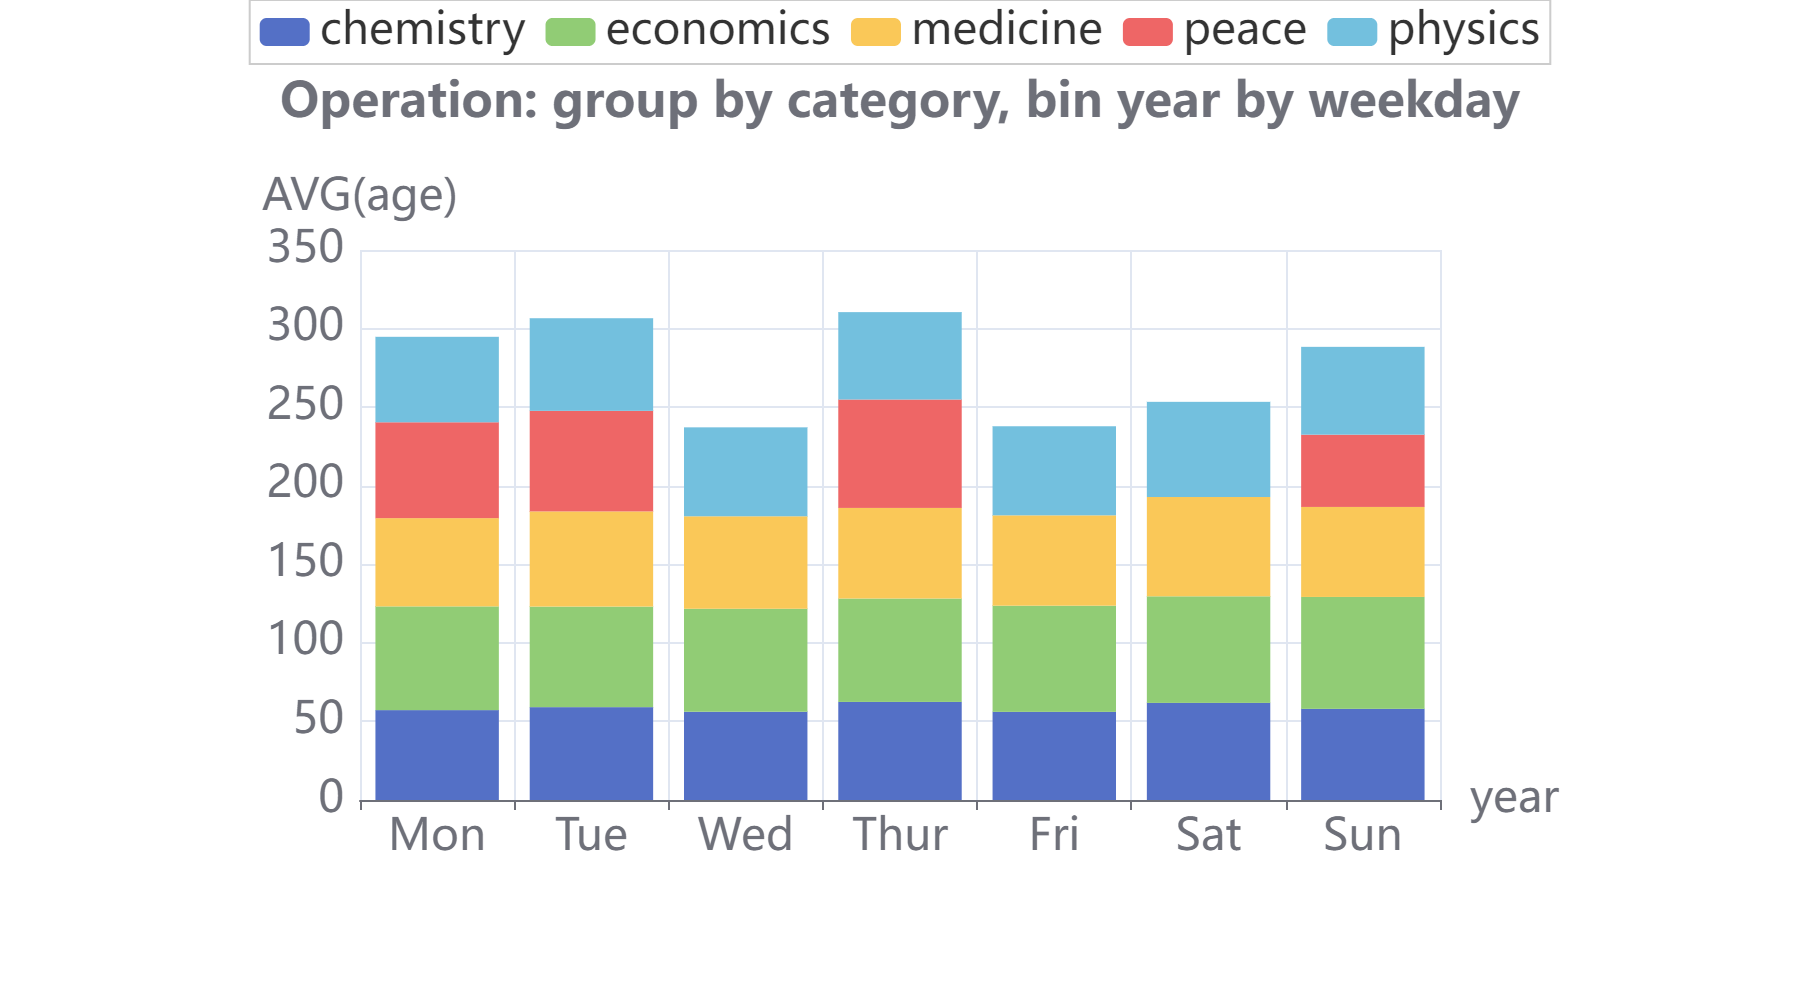 chemistry economics medicine peace physics
Operation: group by category, bin year by weekday
AVG(age)
350
300
250
200
150
100
50
0
year
Mon Tue Wed Thur Fri Sat Sun